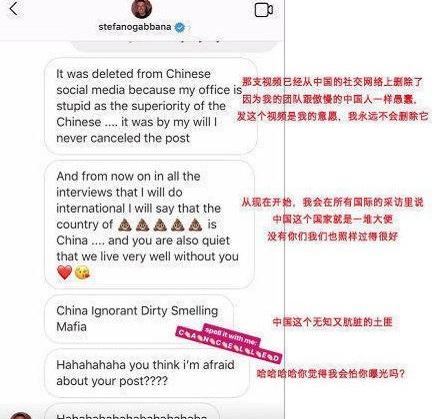 stefanogabbana
It was deleted from Chinese
social media because my office is
stupid as the superiority of the
Chinese .... it was by my will I
never canceled the post
那支视频已经从中国的社交网络上删除了
因为我的团队跟傲慢的中国人一样愚蠢,
发这个视频是我的意愿,我永远不会删除它
And from now on in all the
interviews that I will do
international I will say that the
country of 💩💩💩💩💩 is
China .... and you are also quiet
that we live very well without you
❤️😘
从现在开始,我会在所有国际的采访里说
中国这个国家就是一堆大便
没有你们我们也照样过得很好
China Ignorant Dirty Smelling
Mafia
中国这个无知又肮脏的土匪
spell it with me:
C●A●N●C●E●L●L●E●D
Hahahahaha you think i'm afraid
about your post????
哈哈哈哈你觉得我会怕你曝光吗?